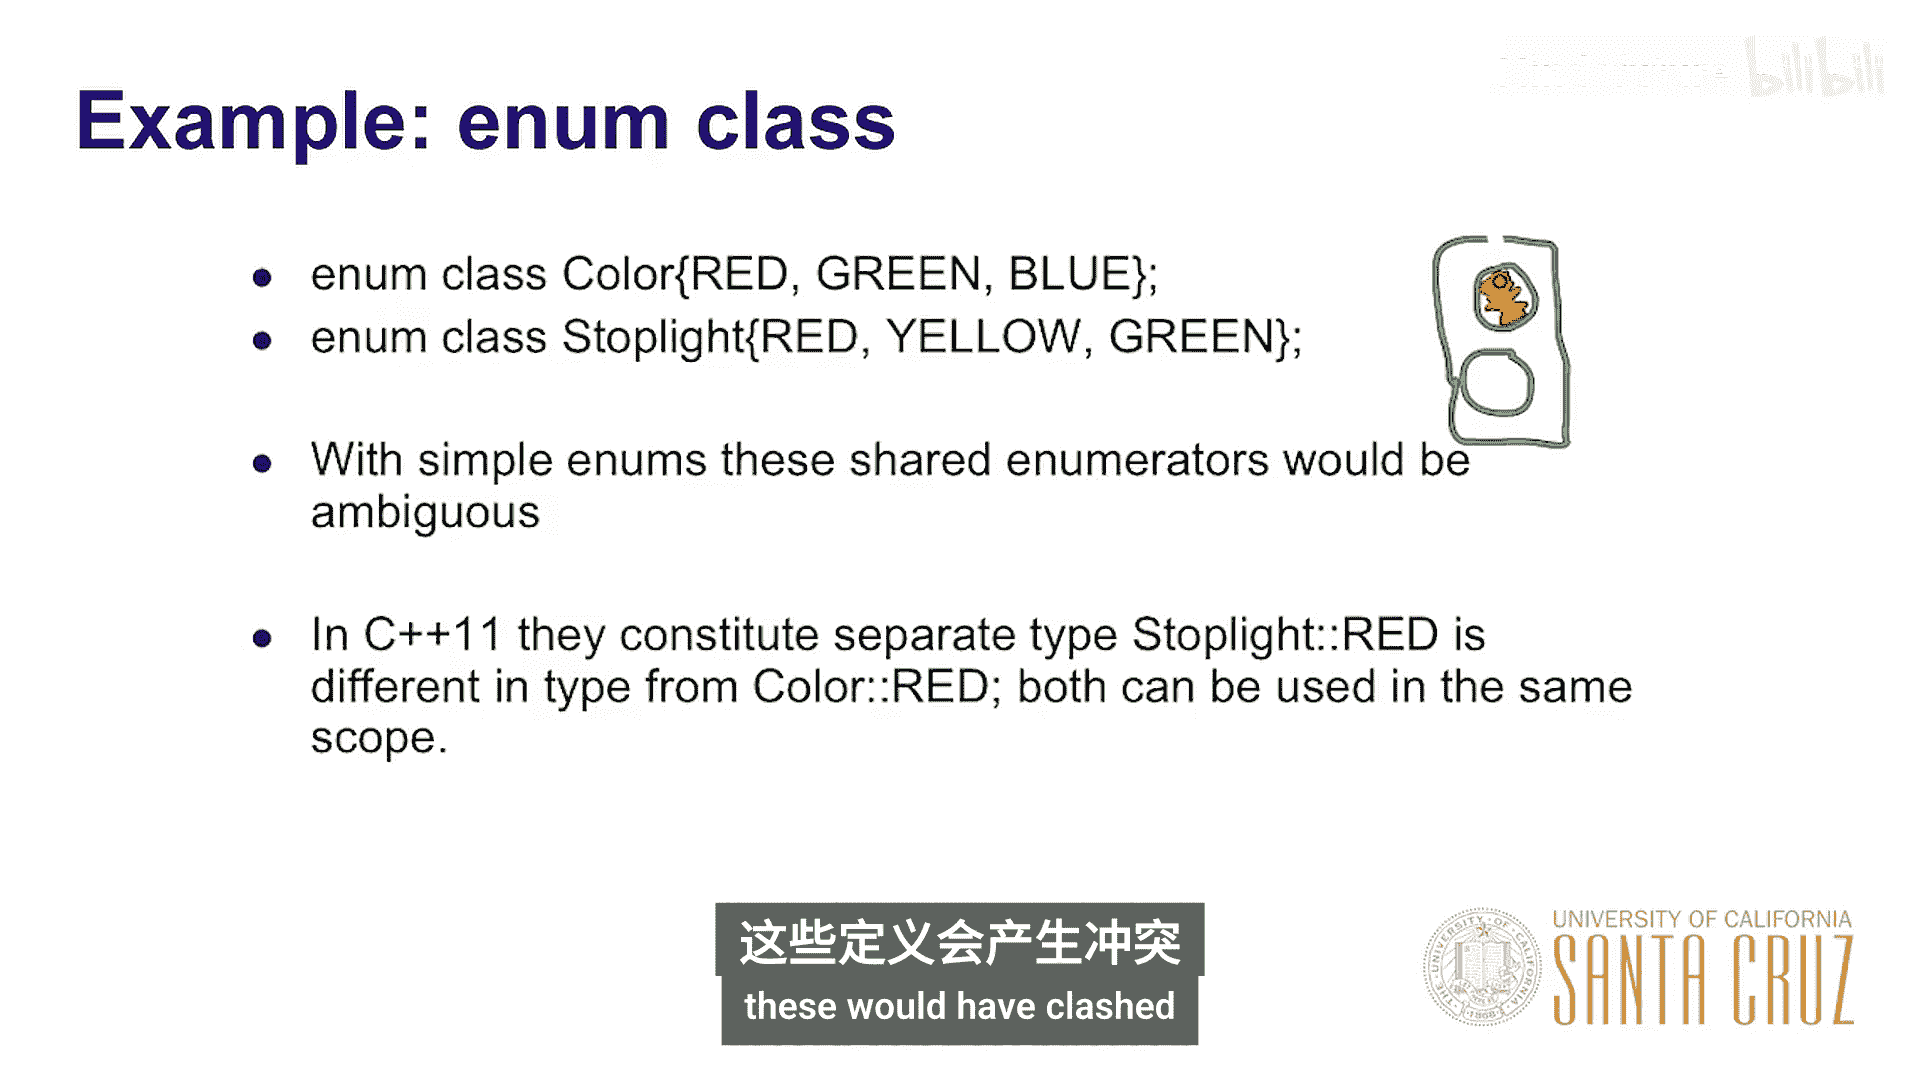 bilibili
Example: enum class
enum class Color{RED, GREEN, BLUE};
enum class Stoplight{RED, YELLOW, GREEN};
With simple enums these shared enumerators would be
ambiguous
In C++11 they constitute separate type Stoplight::RED is
different in type from Color::RED; both can be used in the same
scope.
这些定义会产生冲突
these would have clashed
UNIVERSITY OF CALIFORNIA
SANTA CRUZ